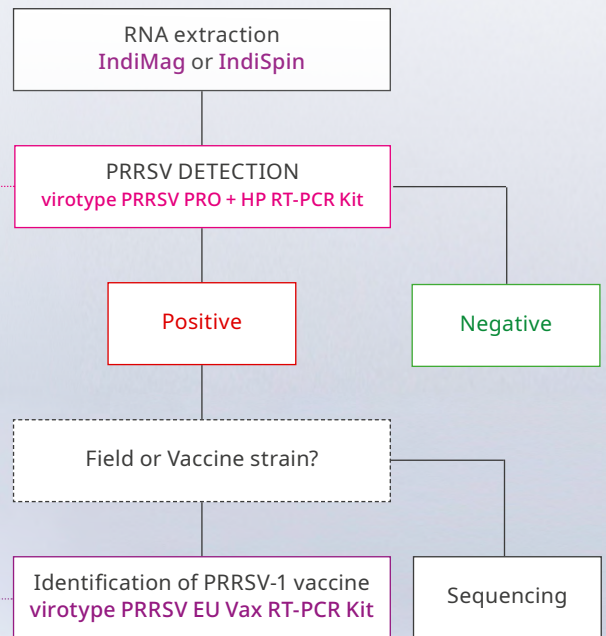 RNA extraction
IndiMag or IndiSpin
PRRSV DETECTION
virotype PRRSV PRO + HP RT-PCR Kit
Positive
Negative
Field or Vaccine strain?
Identification of PRRSV-1 vaccine
virotype PRRSV EU Vax RT-PCR Kit
Sequencing